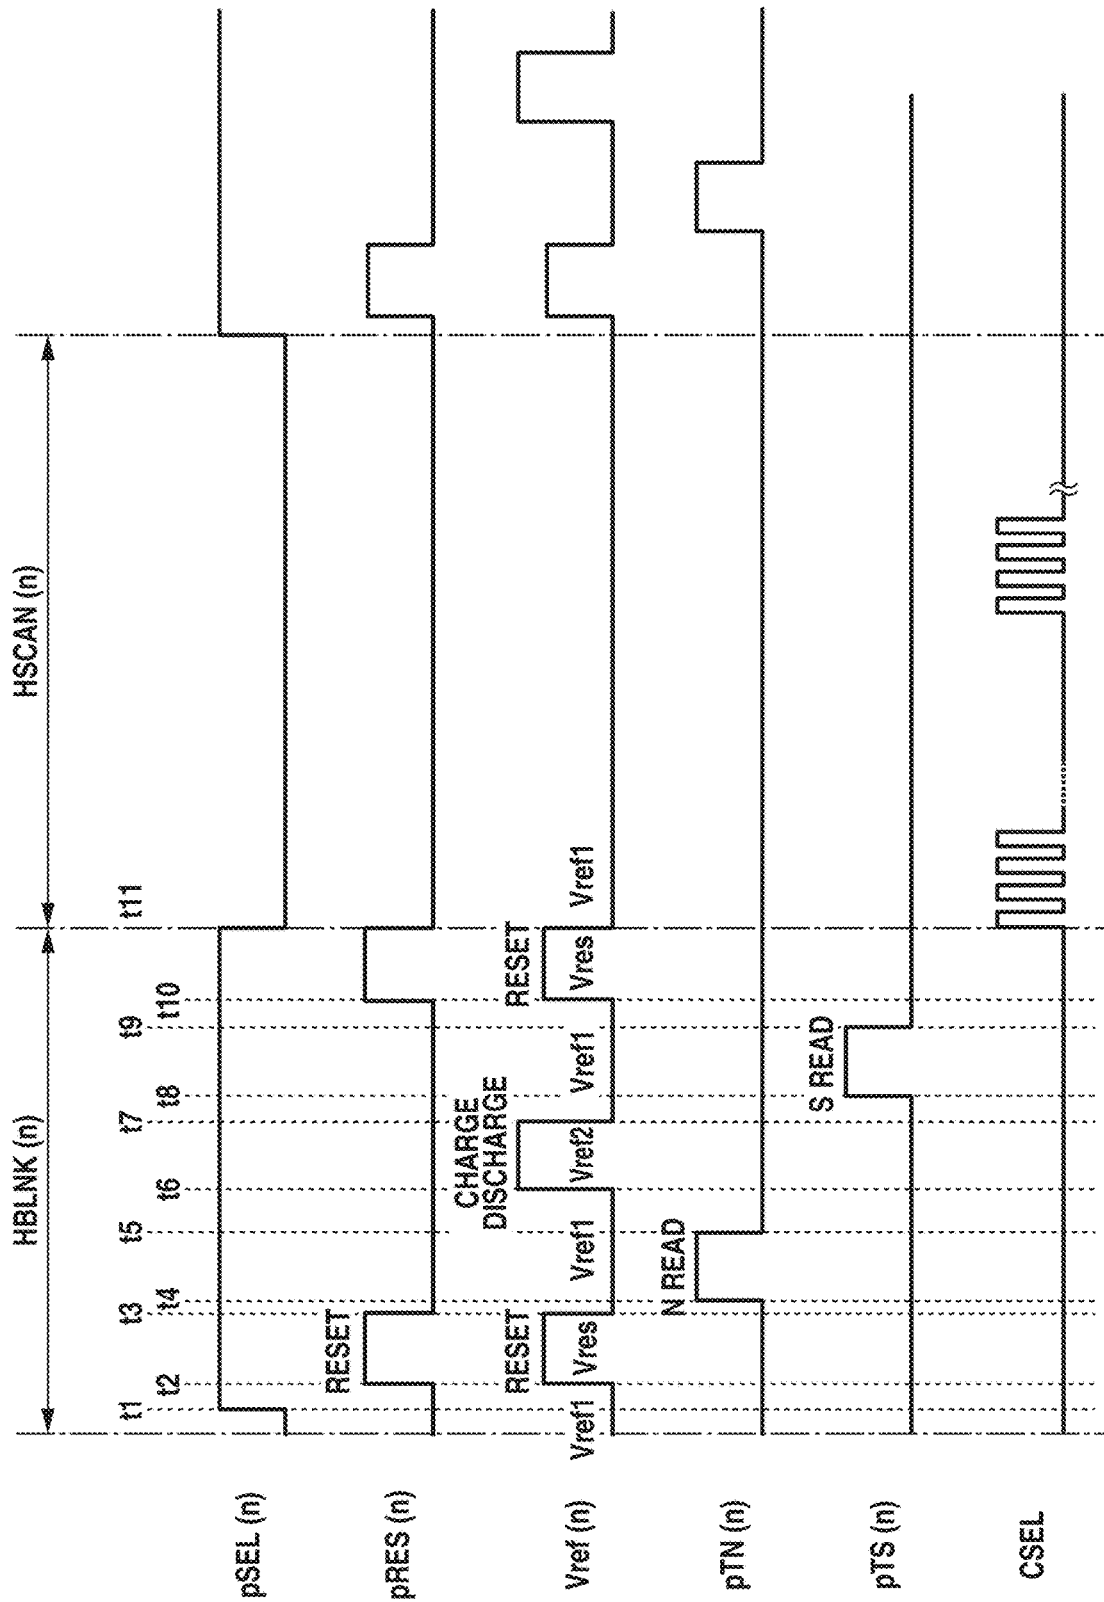 HBLNK (n)
HSCAN (n)
t1
t2
t3
t4
t5
t6
t7
t8
t9
t10
t11
pSEL (n)
pRES (n)
RESET
Vref (n)
Vref1
RESET
Vres
Vref1
CHARGE
DISCHARGE
Vref2
Vref1
RESET
Vres
Vref1
pTN (n)
N READ
pTS (n)
S READ
CSEL